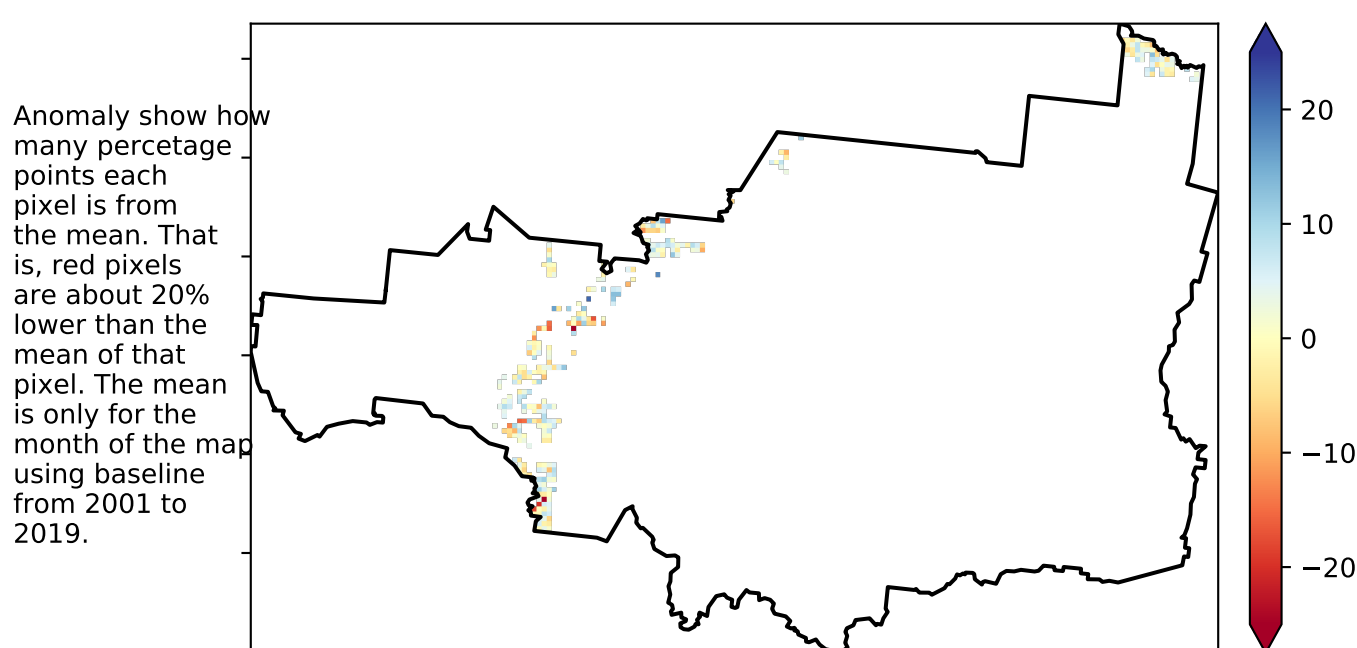 Anomaly show how
many percetage
points each
pixel is from
the mean. That
is, red pixels
are about 20%
lower than the
mean of that
pixel. The mean
is only for the
month of the map
using baseline
from 2001 to
2019.
20
10
0
−10
−20